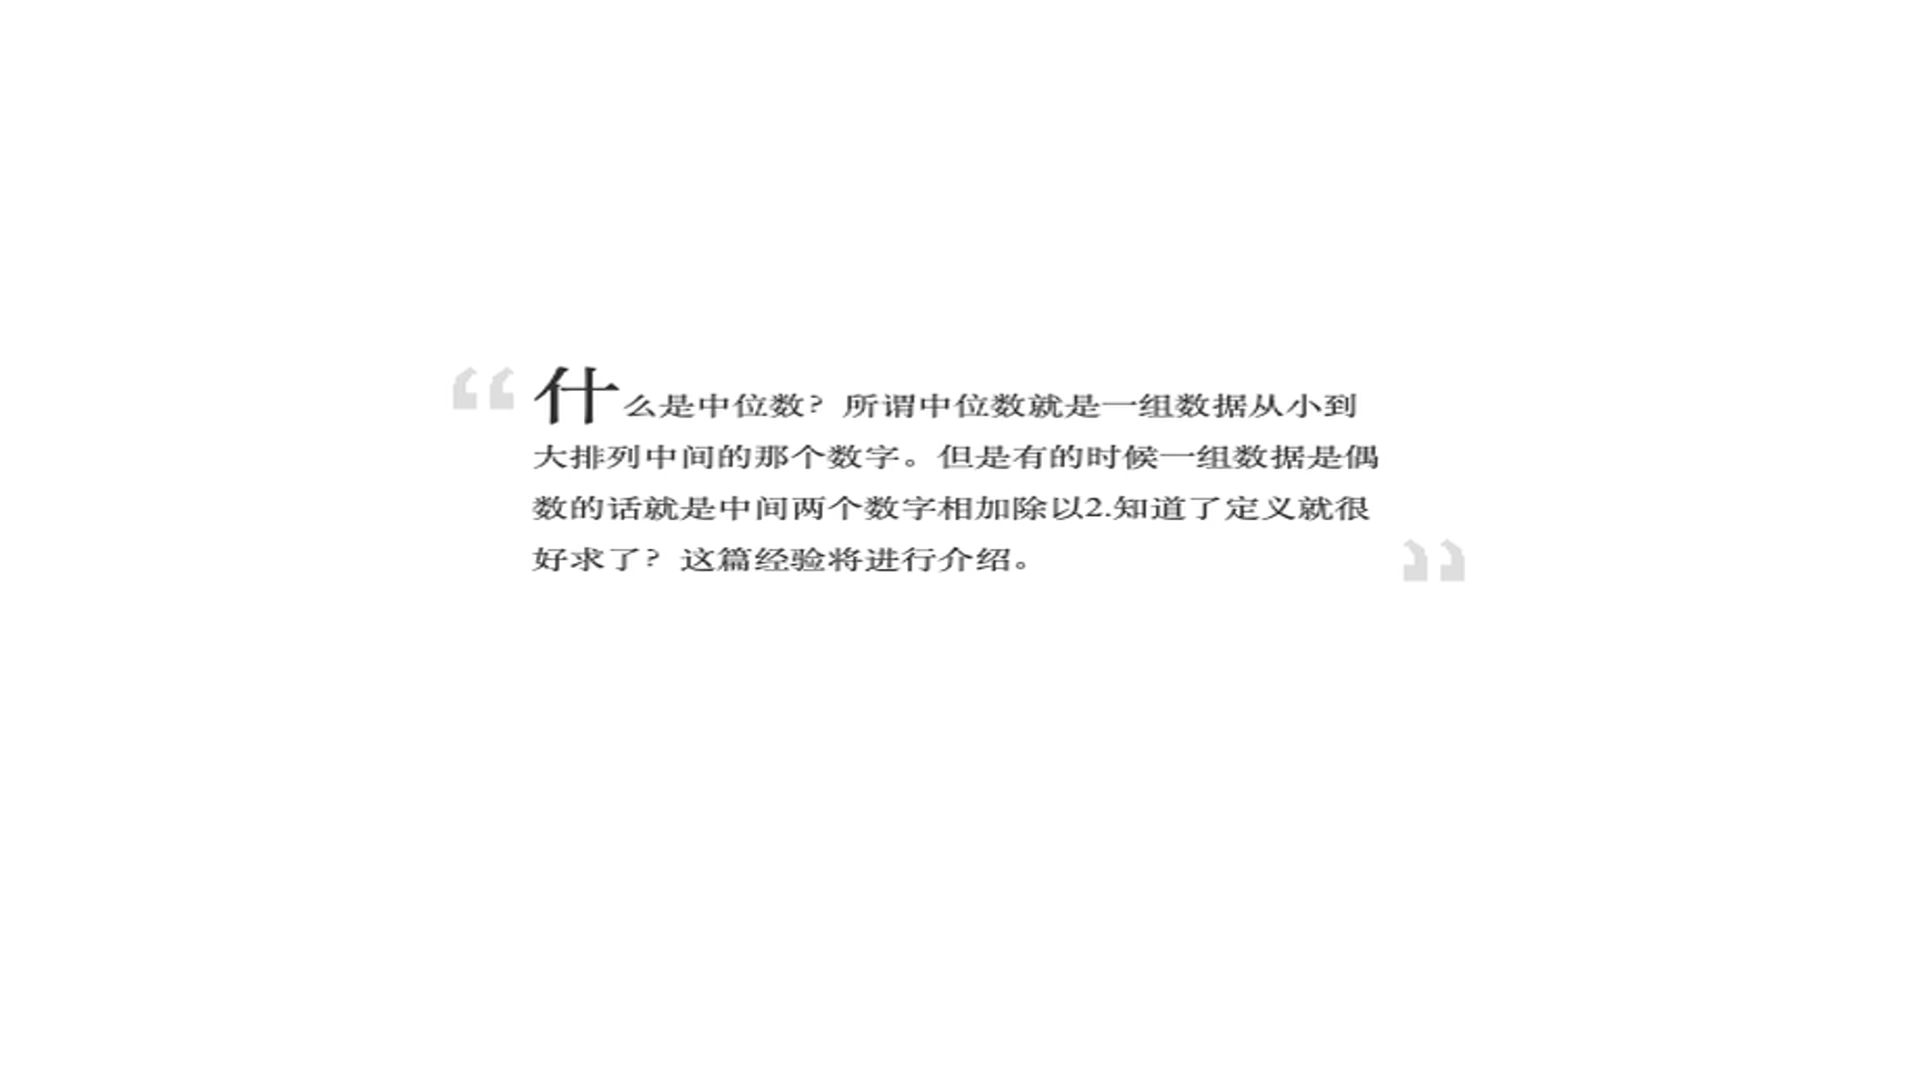 什么是中位数？所谓中位数就是一组数据从小到
大排列中间的那个数字。但是有的时候一组数据是偶
数的话就是中间两个数字相加除以2.知道了定义就很
好求了？这篇经验将进行介绍。